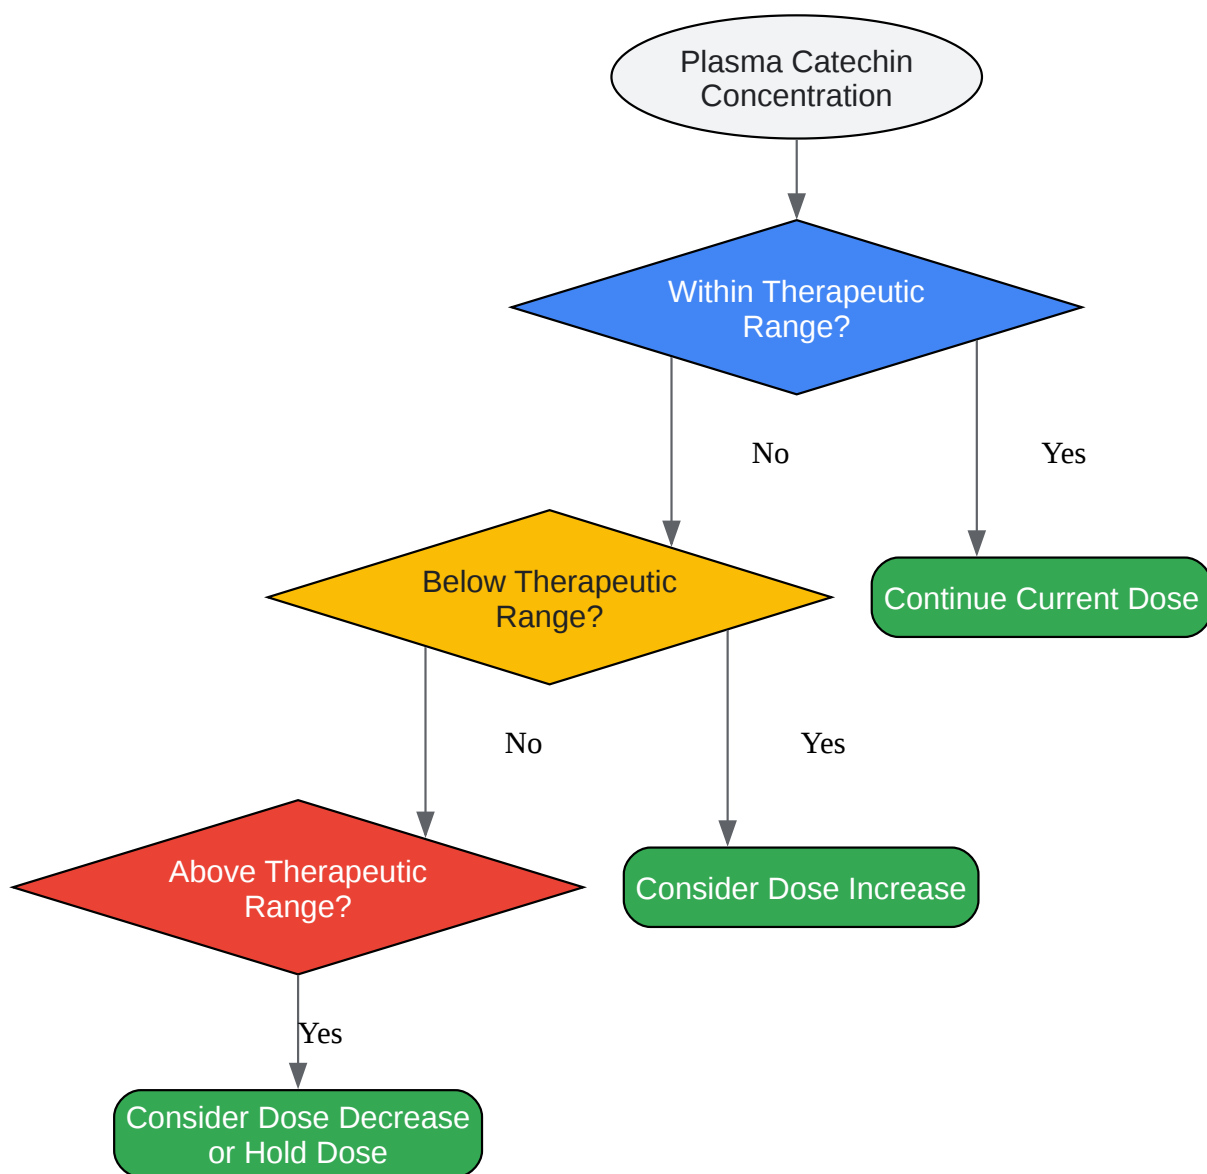 Plasma Catechin
Concentration
Within Therapeutic
Range?
No
Yes
Below Therapeutic
Range?
Continue Current Dose
No
Yes
Above Therapeutic
Range?
Consider Dose Increase
Yes
Consider Dose Decrease
or Hold Dose